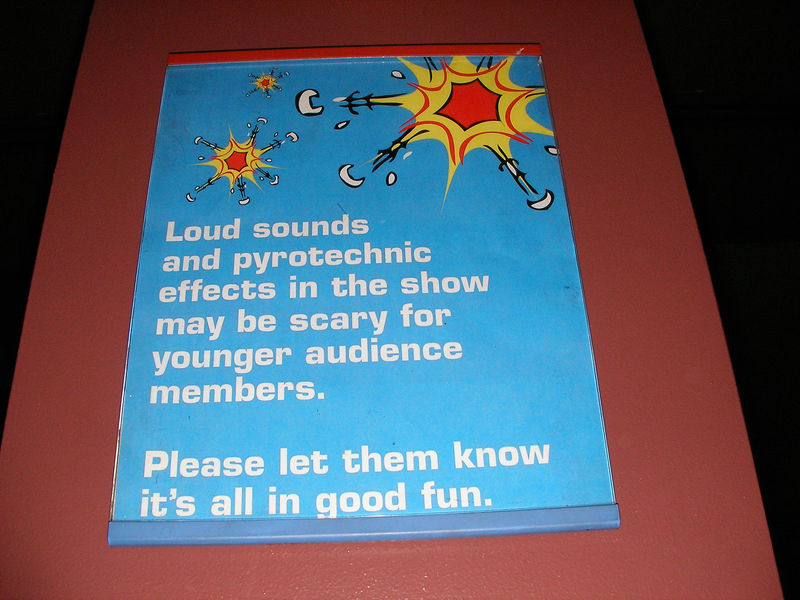 Loud sounds
and pyrotechnic
effects in the show
may be scary for
younger audience
members.
Please let them know
it's all in good fun.